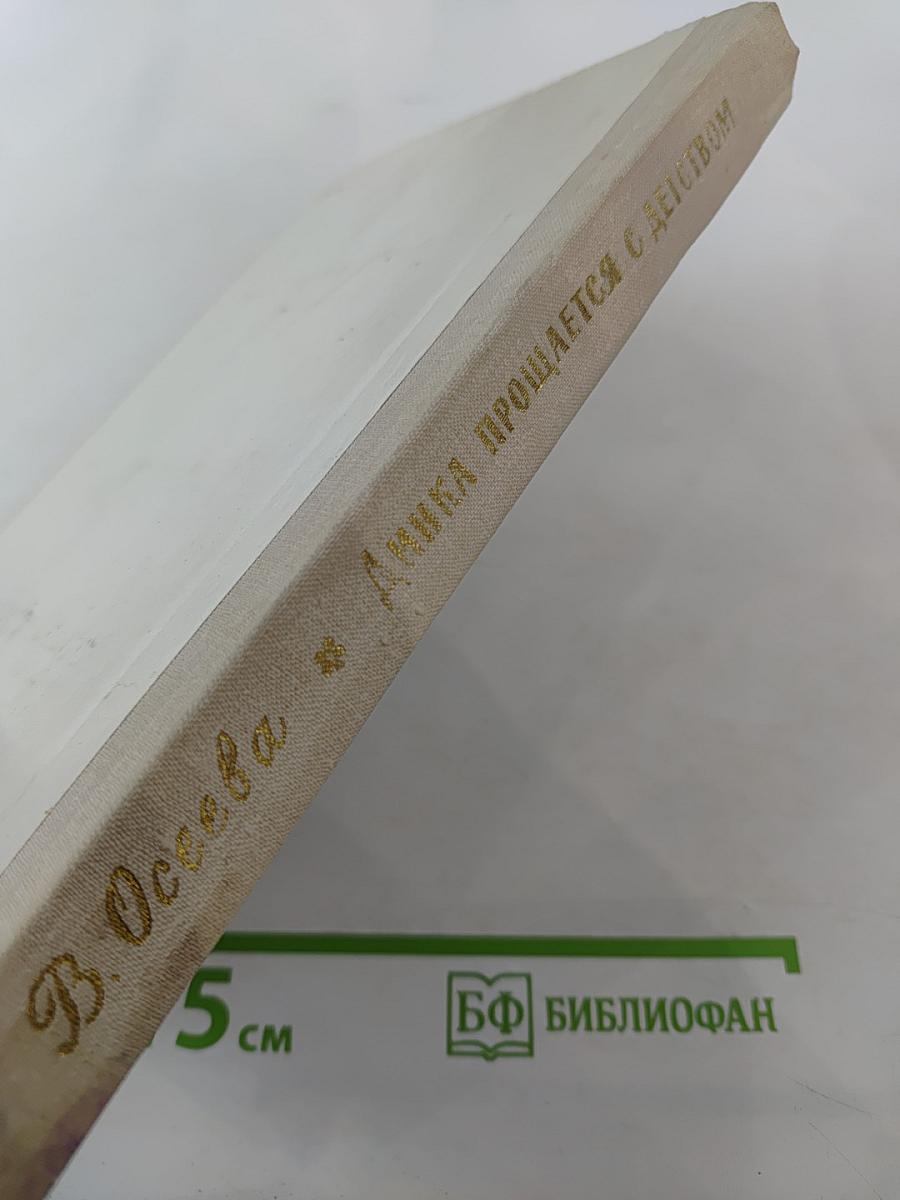 В. Осеева * Динка ПРОЩАЕТСЯ С ДЕТСТВОМ
5 см
БФ БИБЛИОФАН